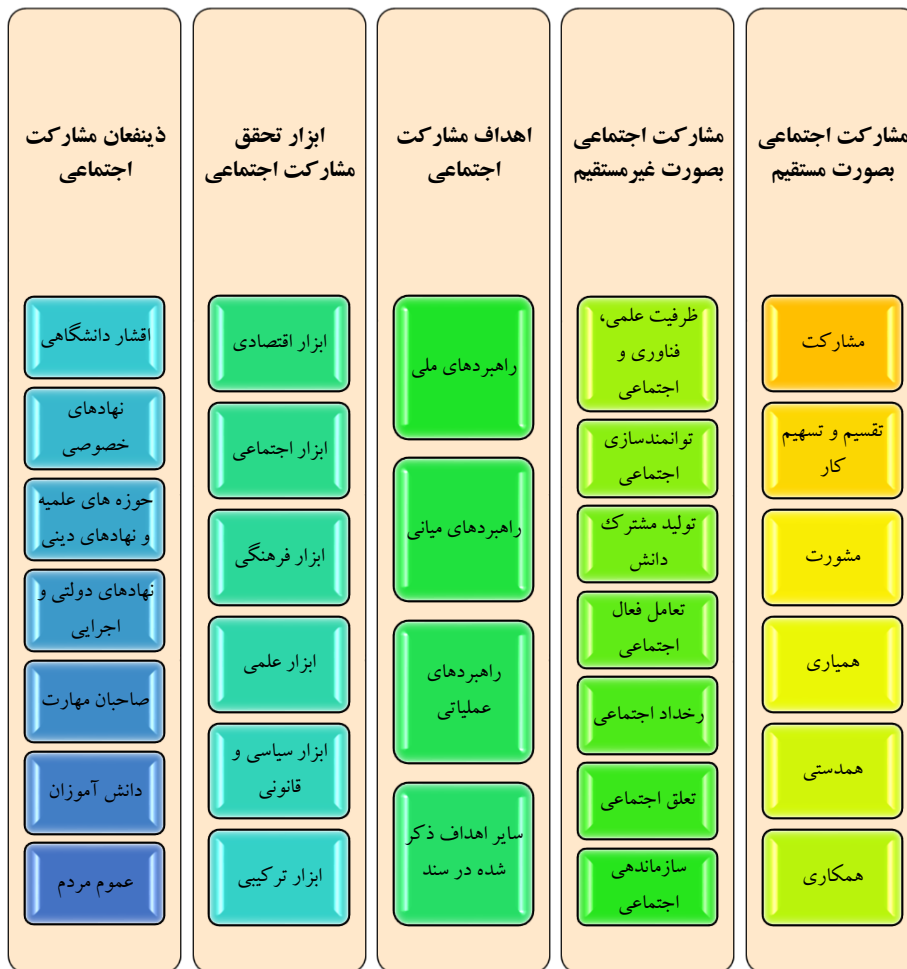 مشارکت اجتماعی
بصورت مستقیم
مشارکت
تقسیم و تسهیم
کار
مشورت
همیاری
همدستی
همکاری
مشارکت اجتماعی
بصورت غیرمستقیم
ظرفیت علمی،
فناوری و
اجتماعی
توانمندسازی
اجتماعی
تولید مشترک
دانش
تعامل فعال
اجتماعی
رخداد اجتماعی
تعلق اجتماعی
سازماندهی
اجتماعی
اهداف مشارکت
اجتماعی
راهبردهای ملی
راهبردهای میانی
راهبردهای
عملیاتی
سایر اهداف ذکر
شده در سند
ابزار تحقق
مشارکت اجتماعی
ابزار اقتصادی
ابزار اجتماعی
ابزار فرهنگی
ابزار علمی
ابزار سیاسی و
قانونی
ابزار ترکیبی
ذینفعان مشارکت
اجتماعی
اقشار دانشگاهی
نهادهای
خصوصی
حوزه های علمیه
و نهادهای دینی
نهادهای دولتی و
اجرایی
صاحبان مهارت
دانش آموزان
عموم مردم